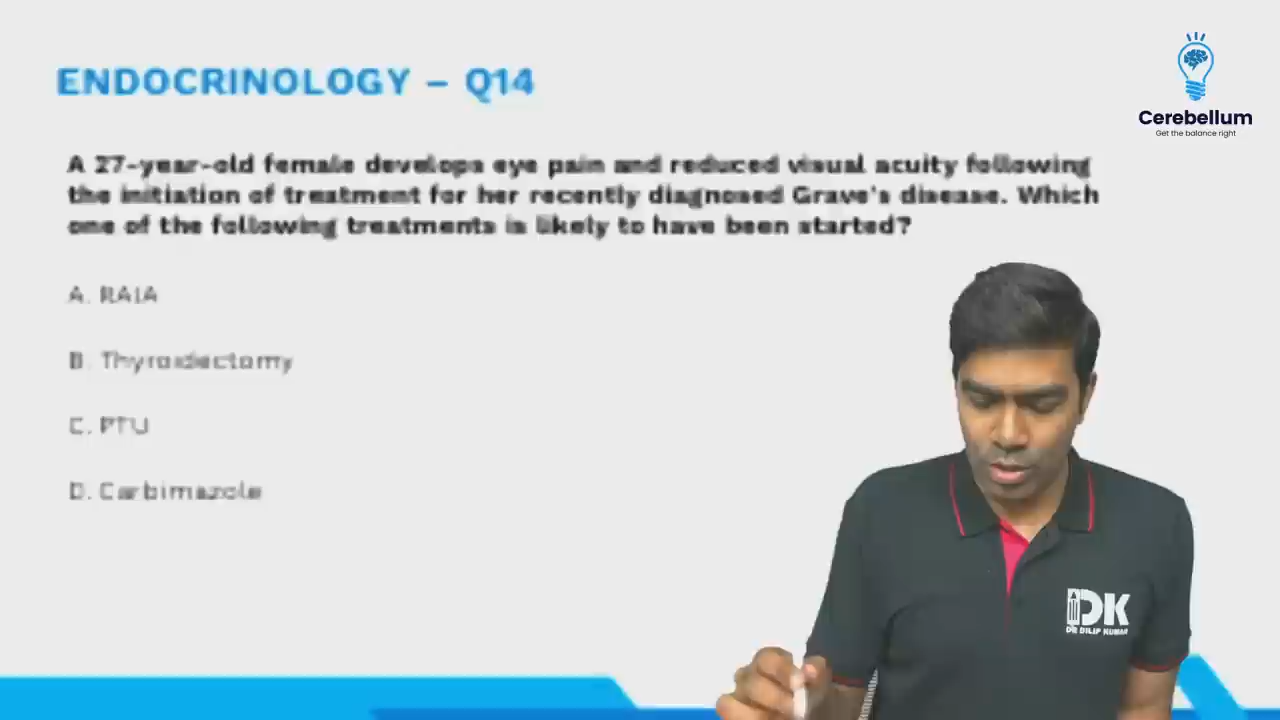 ENDOCRINOLOGY – Q14
Cerebellum
Get the balance right
A 27-year-old female develops eye pain and reduced visual acuity following
the initiation of treatment for her recently diagnosed Grave's disease. Which
one of the following treatments is likely to have been started?
A. RAIA
B. Thyroidectomy
C. PTU
D. Carbimazole
DK
DR DILIP KUMAR